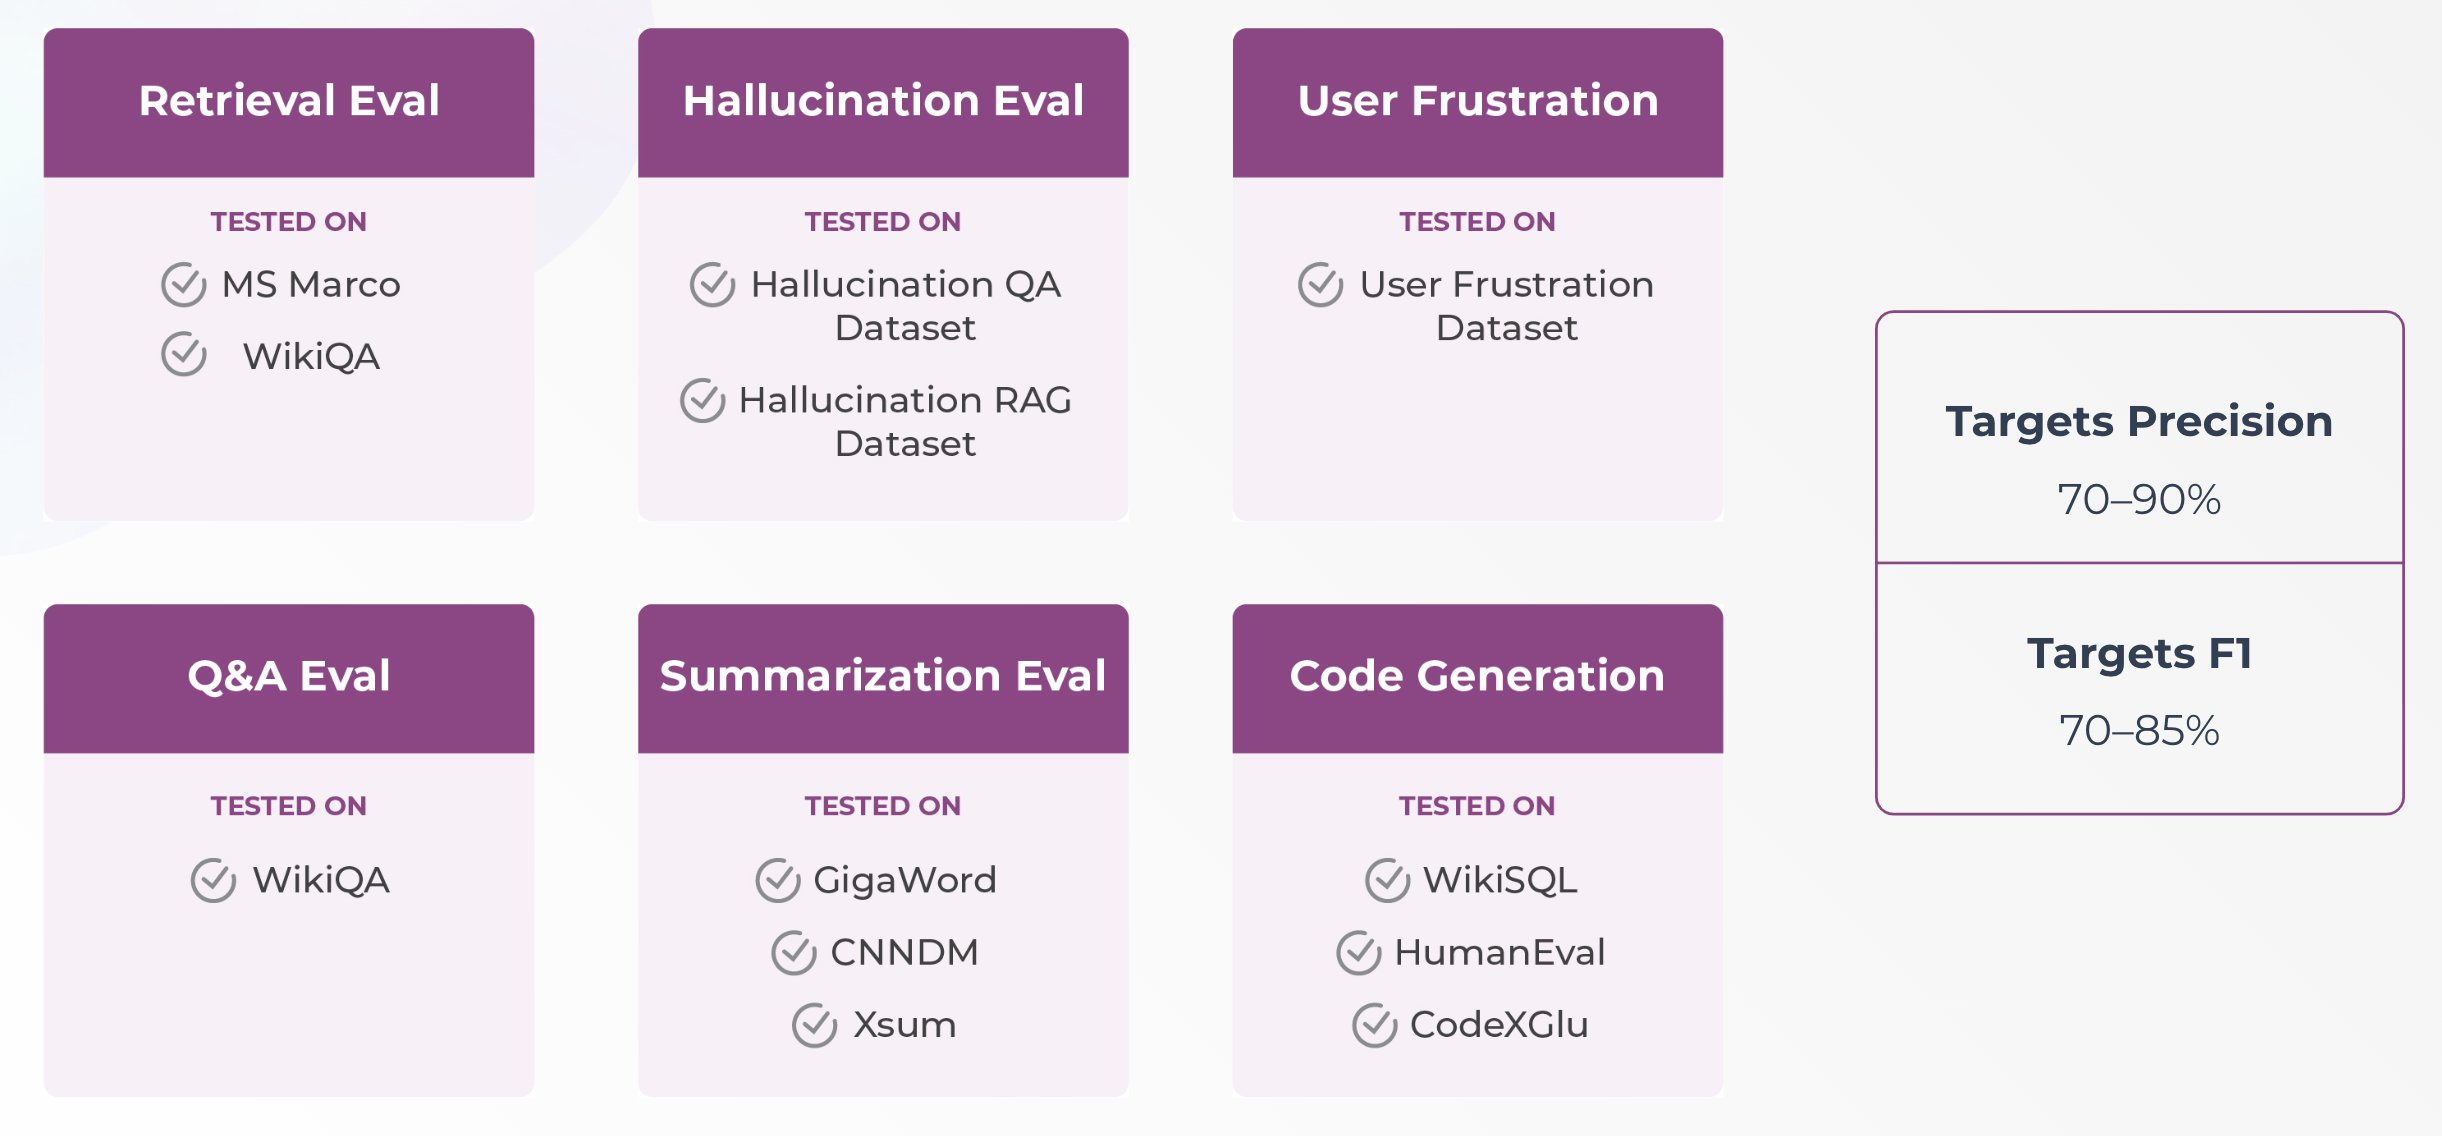 Retrieval Eval
TESTED ON
MS Marco
WikiQA
Hallucination Eval
TESTED ON
Hallucination QA
Dataset
Hallucination RAG
Dataset
User Frustration
TESTED ON
User Frustration
Dataset
Q&A Eval
TESTED ON
WikiQA
Summarization Eval
TESTED ON
GigaWord
CNNDM
Xsum
Code Generation
TESTED ON
WikiSQL
HumanEval
CodeXGlu
Targets Precision
70–90%
Targets F1
70–85%